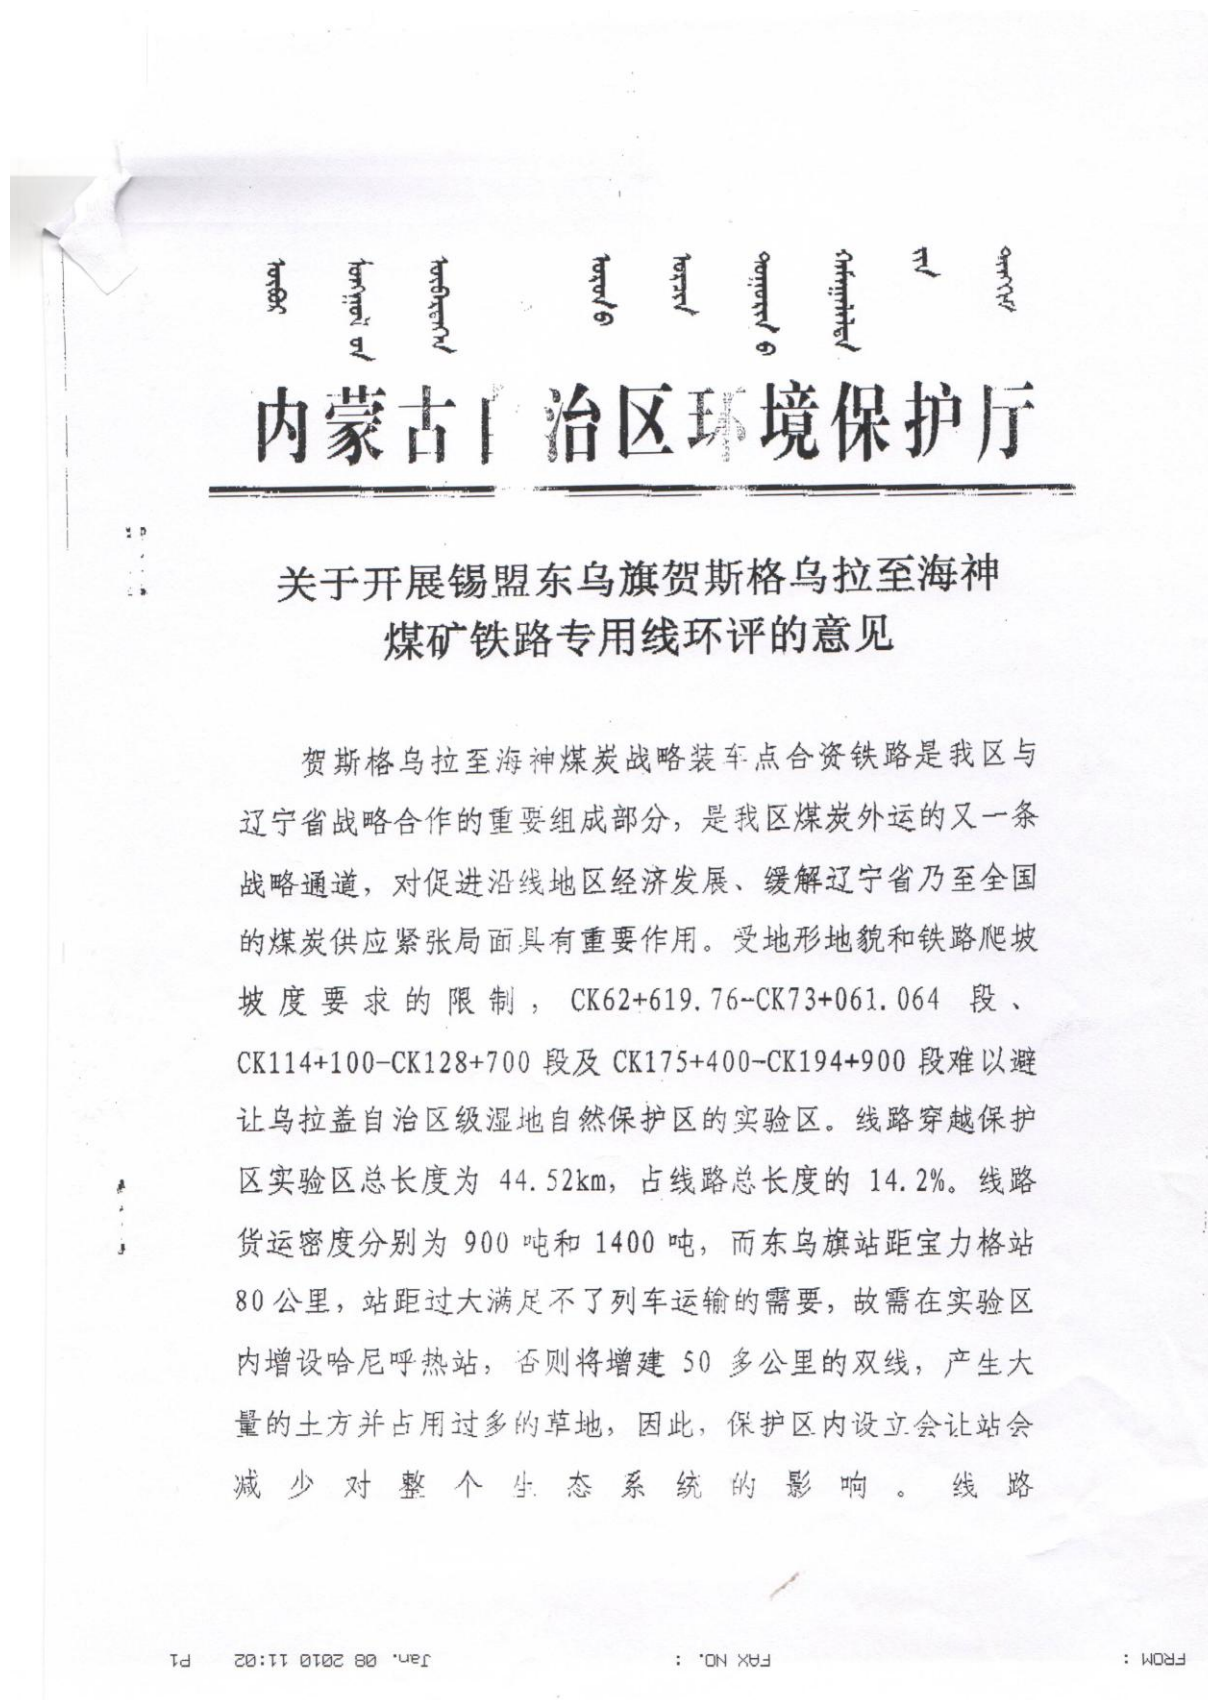 内蒙古自治区环境保护厅
关于开展锡盟东乌旗贺斯格乌拉至海神
煤矿铁路专用线环评的意见
贺斯格乌拉至海神煤炭战略装车点合资铁路是我区与
辽宁省战略合作的重要组成部分，是我区煤炭外运的又一条
战略通道，对促进沿线地区经济发展、缓解辽宁省乃至全国
的煤炭供应紧张局面具有重要作用。受地形地貌和铁路爬坡
坡度要求的限制，CK62+619.76-CK73+061.064 段、
CK114+100-CK128+700 段及 CK175+400-CK194+900 段难以避
让乌拉盖自治区级湿地自然保护区的实验区。线路穿越保护
区实验区总长度为 44.52km，占线路总长度的 14.2%。线路
货运密度分别为 900 吨和 1400 吨，而东乌旗站距宝力格站
80 公里，站距过大满足不了列车运输的需要，故需在实验区
内增设哈尼呼热站，否则将增建 50 多公里的双线，产生大
量的土方并占用过多的草地，因此，保护区内设立会让站会
减少对整个生态系统的影响。线路
FROM : FAX NO. : Jan. 08 2010 11:02 P1